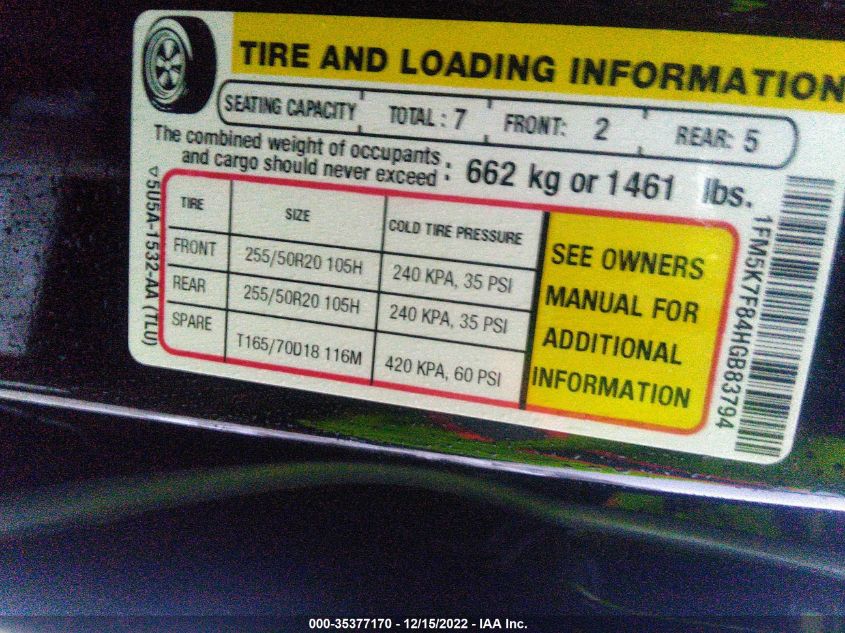 TIRE AND LOADING INFORMATION
SEATING CAPACITY TOTAL : 7 FRONT: 2 REAR: 5
The combined weight of occupants
and cargo should never exceed : 662 kg or 1461 lbs.
TIRE SIZE COLD TIRE PRESSURE
FRONT 255/50R20 105H 240 KPA, 35 PSI
REAR 255/50R20 105H 240 KPA, 35 PSI
SPARE T165/70D18 116M 420 KPA, 60 PSI
SEE OWNERS
MANUAL FOR
ADDITIONAL
INFORMATION
▽5U5A-1532-AA (TLU)
1FM5K7F84HGB83794
000-35377170 - 12/15/2022 - IAA Inc.